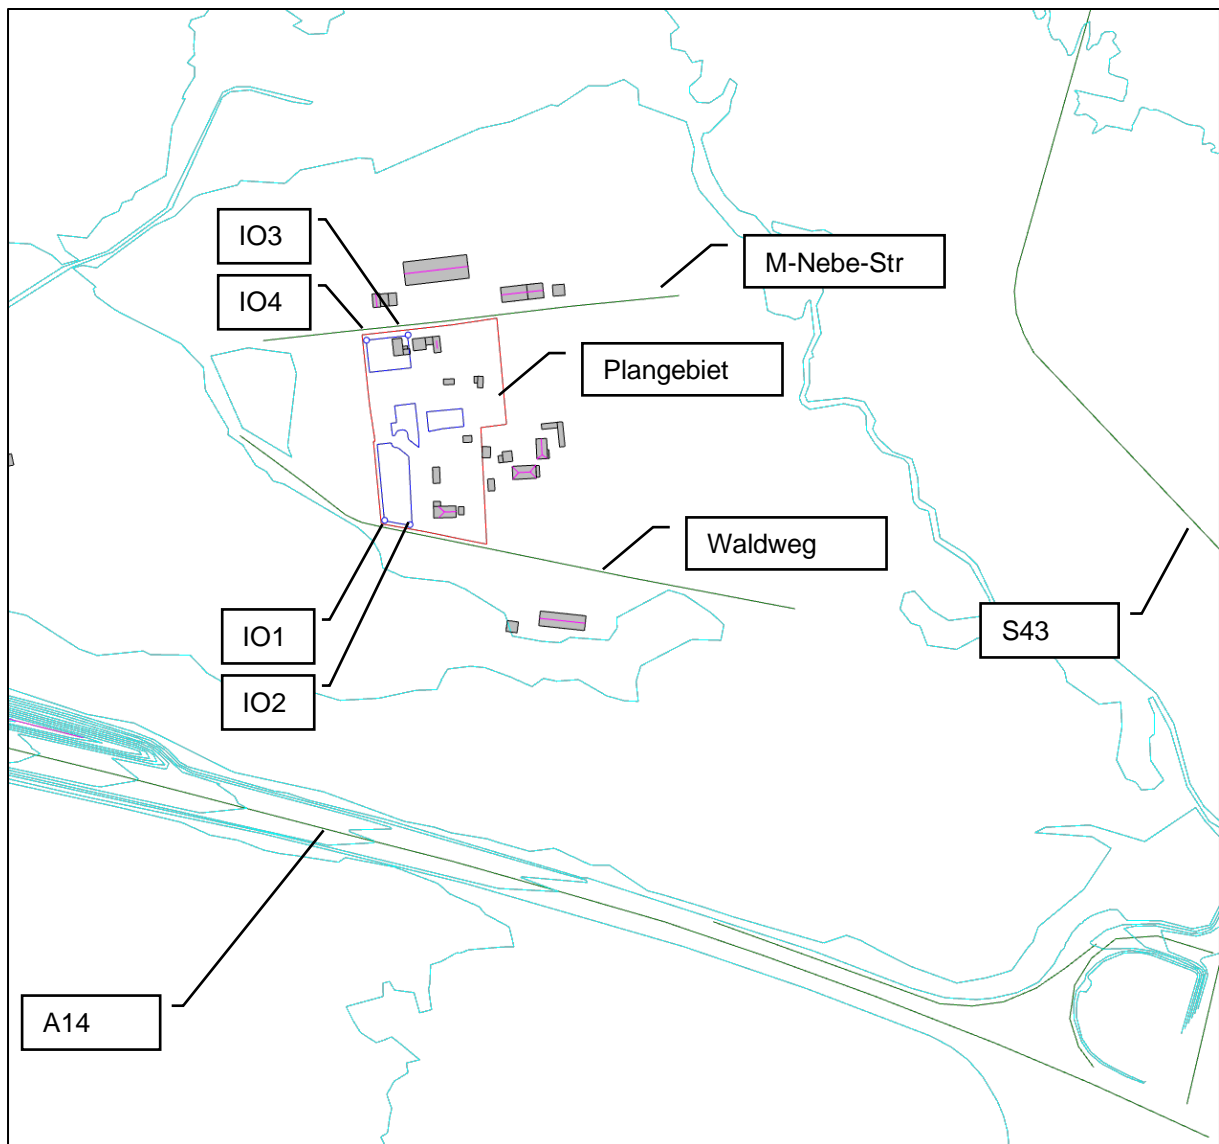 IO3
M-Nebe-Str
IO4
Plangebiet
Waldweg
IO1
S43
IO2
A14